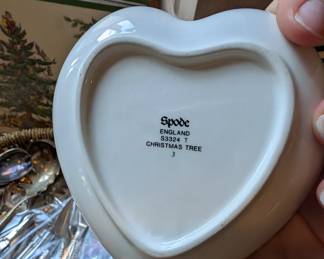 Spode
ENGLAND
S3324 T
CHRISTMAS TREE
3